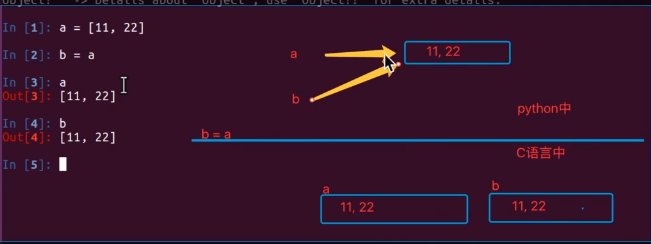 object?   -> Details about 'object', use 'object??' for extra details.
In [1]: a = [11, 22]
In [2]: b = a
In [3]: a
Out[3]: [11, 22]
In [4]: b
Out[4]: [11, 22]
In [5]:
a
11, 22
b
python中
b = a
C语言中
a
11, 22
b
11, 22